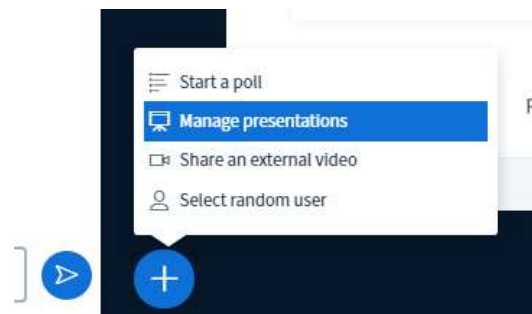 Start a poll
Manage presentations
Share an external video
Select random user